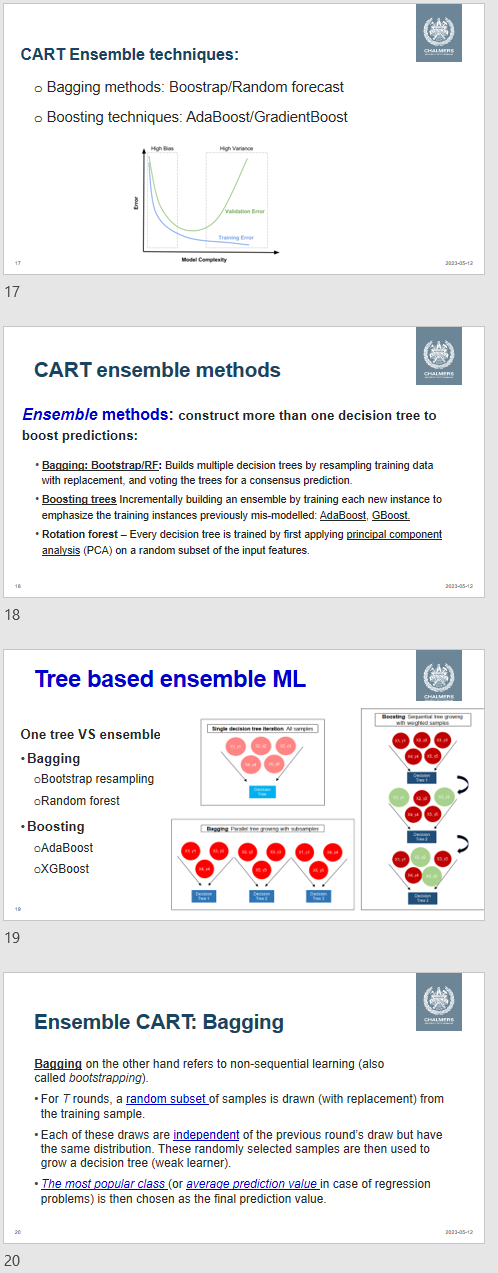 CHALMERS
CART Ensemble techniques:
o Bagging methods: Boostrap/Random forecast
o Boosting techniques: AdaBoost/GradientBoost
High Bias
High Variance
Error
Validation Error
Training Error
Model Complexity
17
2023-05-12
17
CHALMERS
CART ensemble methods
Ensemble methods: construct more than one decision tree to
boost predictions:
• Bagging: Bootstrap/RF: Builds multiple decision trees by resampling training data
with replacement, and voting the trees for a consensus prediction.
• Boosting trees Incrementally building an ensemble by training each new instance to
emphasize the training instances previously mis-modelled: AdaBoost, GBoost.
• Rotation forest – Every decision tree is trained by first applying principal component
analysis (PCA) on a random subset of the input features.
18
2023-05-12
18
CHALMERS
Tree based ensemble ML
One tree VS ensemble
• Bagging
oBootstrap resampling
oRandom forest
• Boosting
oAdaBoost
oXGBoost
Single decision tree iteration All samples
Decision
Tree
Bagging Parallel tree growing with subsamples
Decision
Tree 1
Decision
Tree 2
Decision
Tree 3
Boosting Sequential tree growing
with weighted samples
Decision
Tree 1
Decision
Tree 2
Decision
Tree 3
19
19
CHALMERS
Ensemble CART: Bagging
Bagging on the other hand refers to non-sequential learning (also
called bootstrapping).
• For T rounds, a random subset of samples is drawn (with replacement) from
the training sample.
• Each of these draws are independent of the previous round's draw but have
the same distribution. These randomly selected samples are then used to
grow a decision tree (weak learner).
• The most popular class (or average prediction value in case of regression
problems) is then chosen as the final prediction value.
20
2023-05-12
20